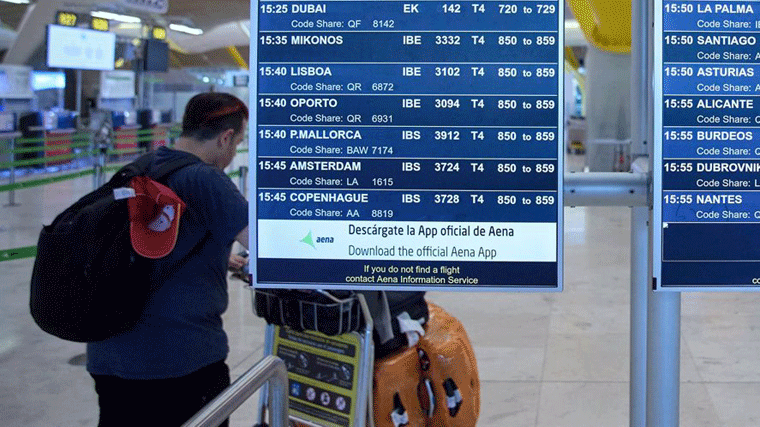 827
828
15:25 DUBAI EK 142 T4 720 to 729
Code Share: QF 8142
15:35 MIKONOS IBE 3332 T4 850 to 859
15:40 LISBOA IBE 3102 T4 850 to 859
Code Share: QR 6872
15:40 OPORTO IBE 3094 T4 850 to 859
Code Share: QR 6931
15:40 P.MALLORCA IBS 3912 T4 850 to 859
Code Share: BAW 7174
15:45 AMSTERDAM IBS 3724 T4 850 to 859
Code Share: LA 1615
15:45 COPENHAGUE IBS 3728 T4 850 to 859
Code Share: AA 8819
aena
Descárgate la App oficial de Aena
Download the official Aena App
If you do not find a flight
contact Aena Information Service
15:50 LA PALMA
Code Share: QR
15:50 SANTIAGO
Code Share: A
15:50 ASTURIAS
Code Share: QR
15:55 ALICANTE
Code Share: QR
15:55 BURDEOS
Code Share: A
15:55 DUBROVNIK
Code Share: LA
15:55 NANTES
Code Share: QR